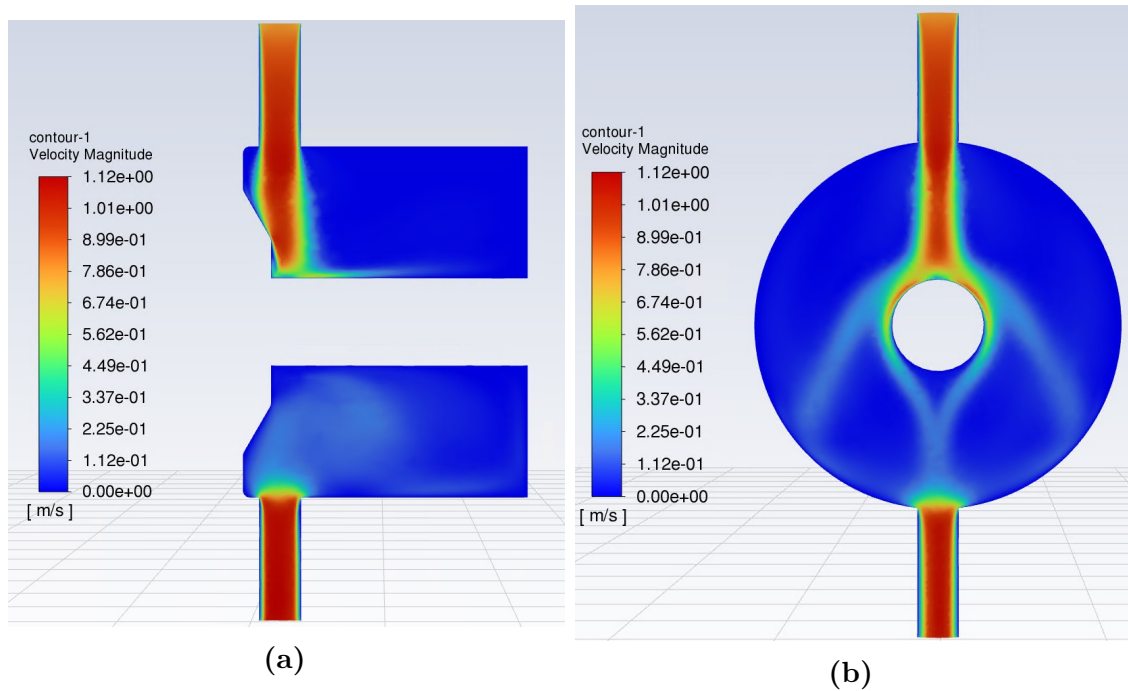 contour-1
Velocity Magnitude
1.12e+00
1.01e+00
8.99e-01
7.86e-01
6.74e-01
5.62e-01
4.49e-01
3.37e-01
2.25e-01
1.12e-01
0.00e+00
[ m/s ]
(a)
contour-1
Velocity Magnitude
1.12e+00
1.01e+00
8.99e-01
7.86e-01
6.74e-01
5.62e-01
4.49e-01
3.37e-01
2.25e-01
1.12e-01
0.00e+00
[ m/s ]
(b)